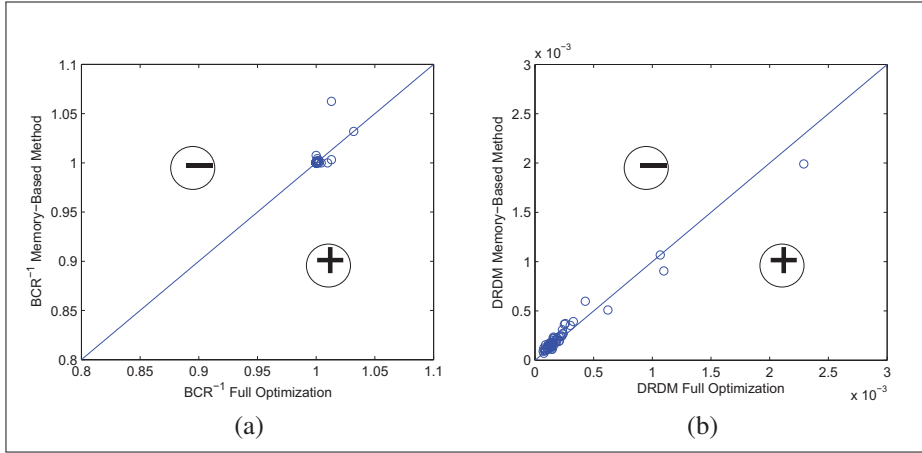 1.1
1.05
1
0.95
0.9
0.85
0.8
0.8 0.85 0.9 0.95 1 1.05 1.1
BCR⁻¹ Memory−Based Method
BCR⁻¹ Full Optimization
(a)
x 10⁻³
3
2.5
2
1.5
1
0.5
0
0 0.5 1 1.5 2 2.5 3
x 10⁻³
DRDM Memory−Based Method
DRDM Full Optimization
(b)